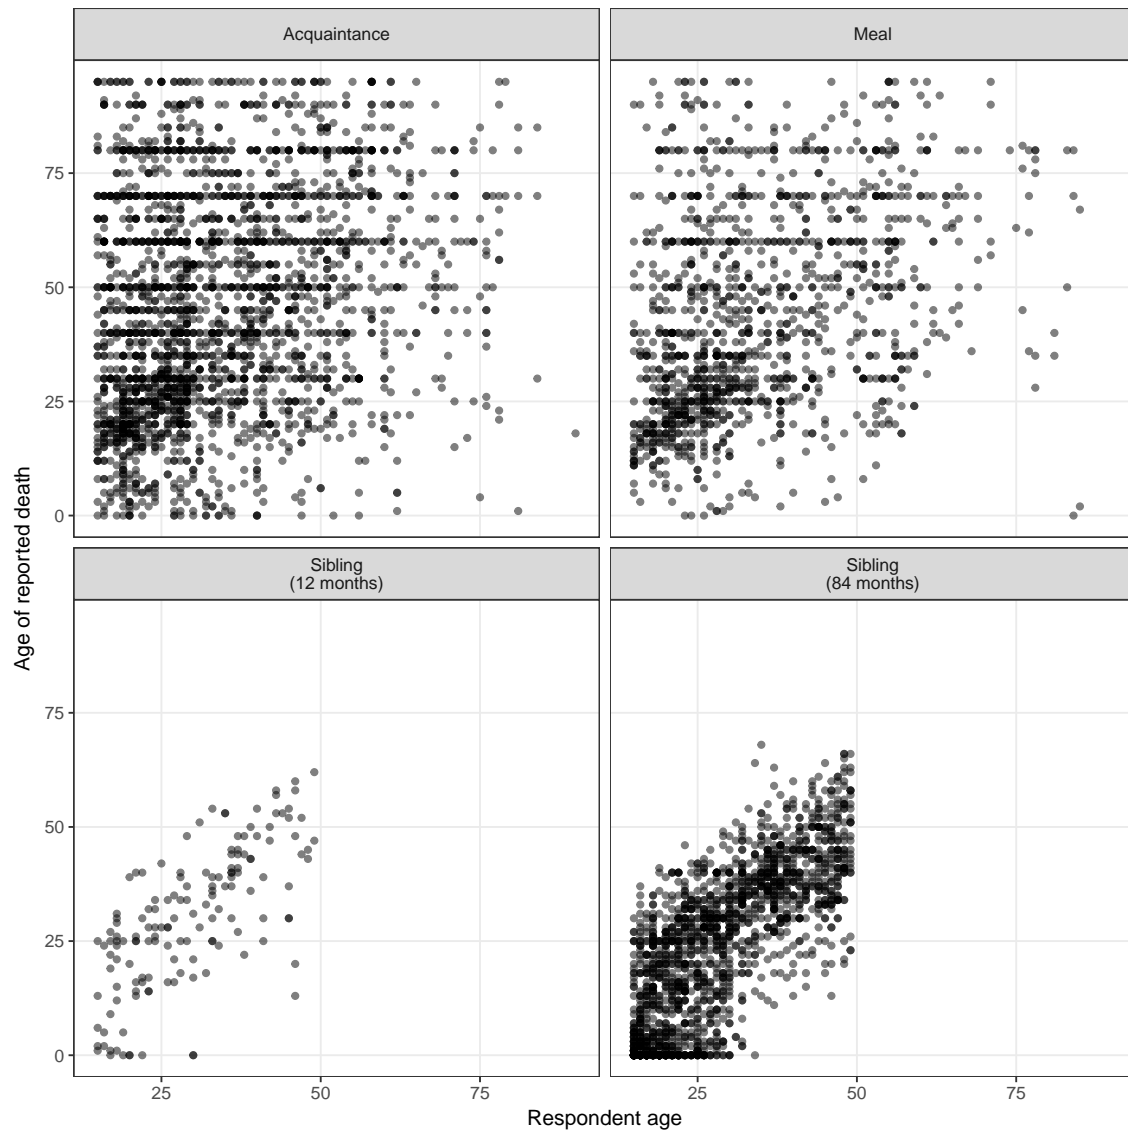 Acquaintance
Meal
75
50
25
0
Sibling
(12 months)
Sibling
(84 months)
75
50
25
0
25
50
75
25
50
75
Respondent age
Age of reported death